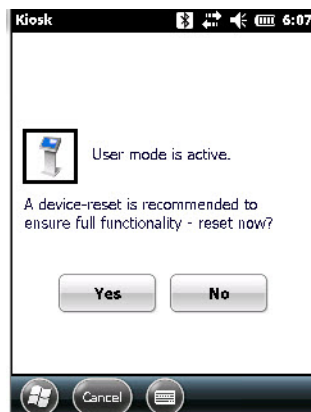 Kiosk 6:07
User mode is active.
A device-reset is recommended to
ensure full functionality - reset now?
Yes No
Cancel